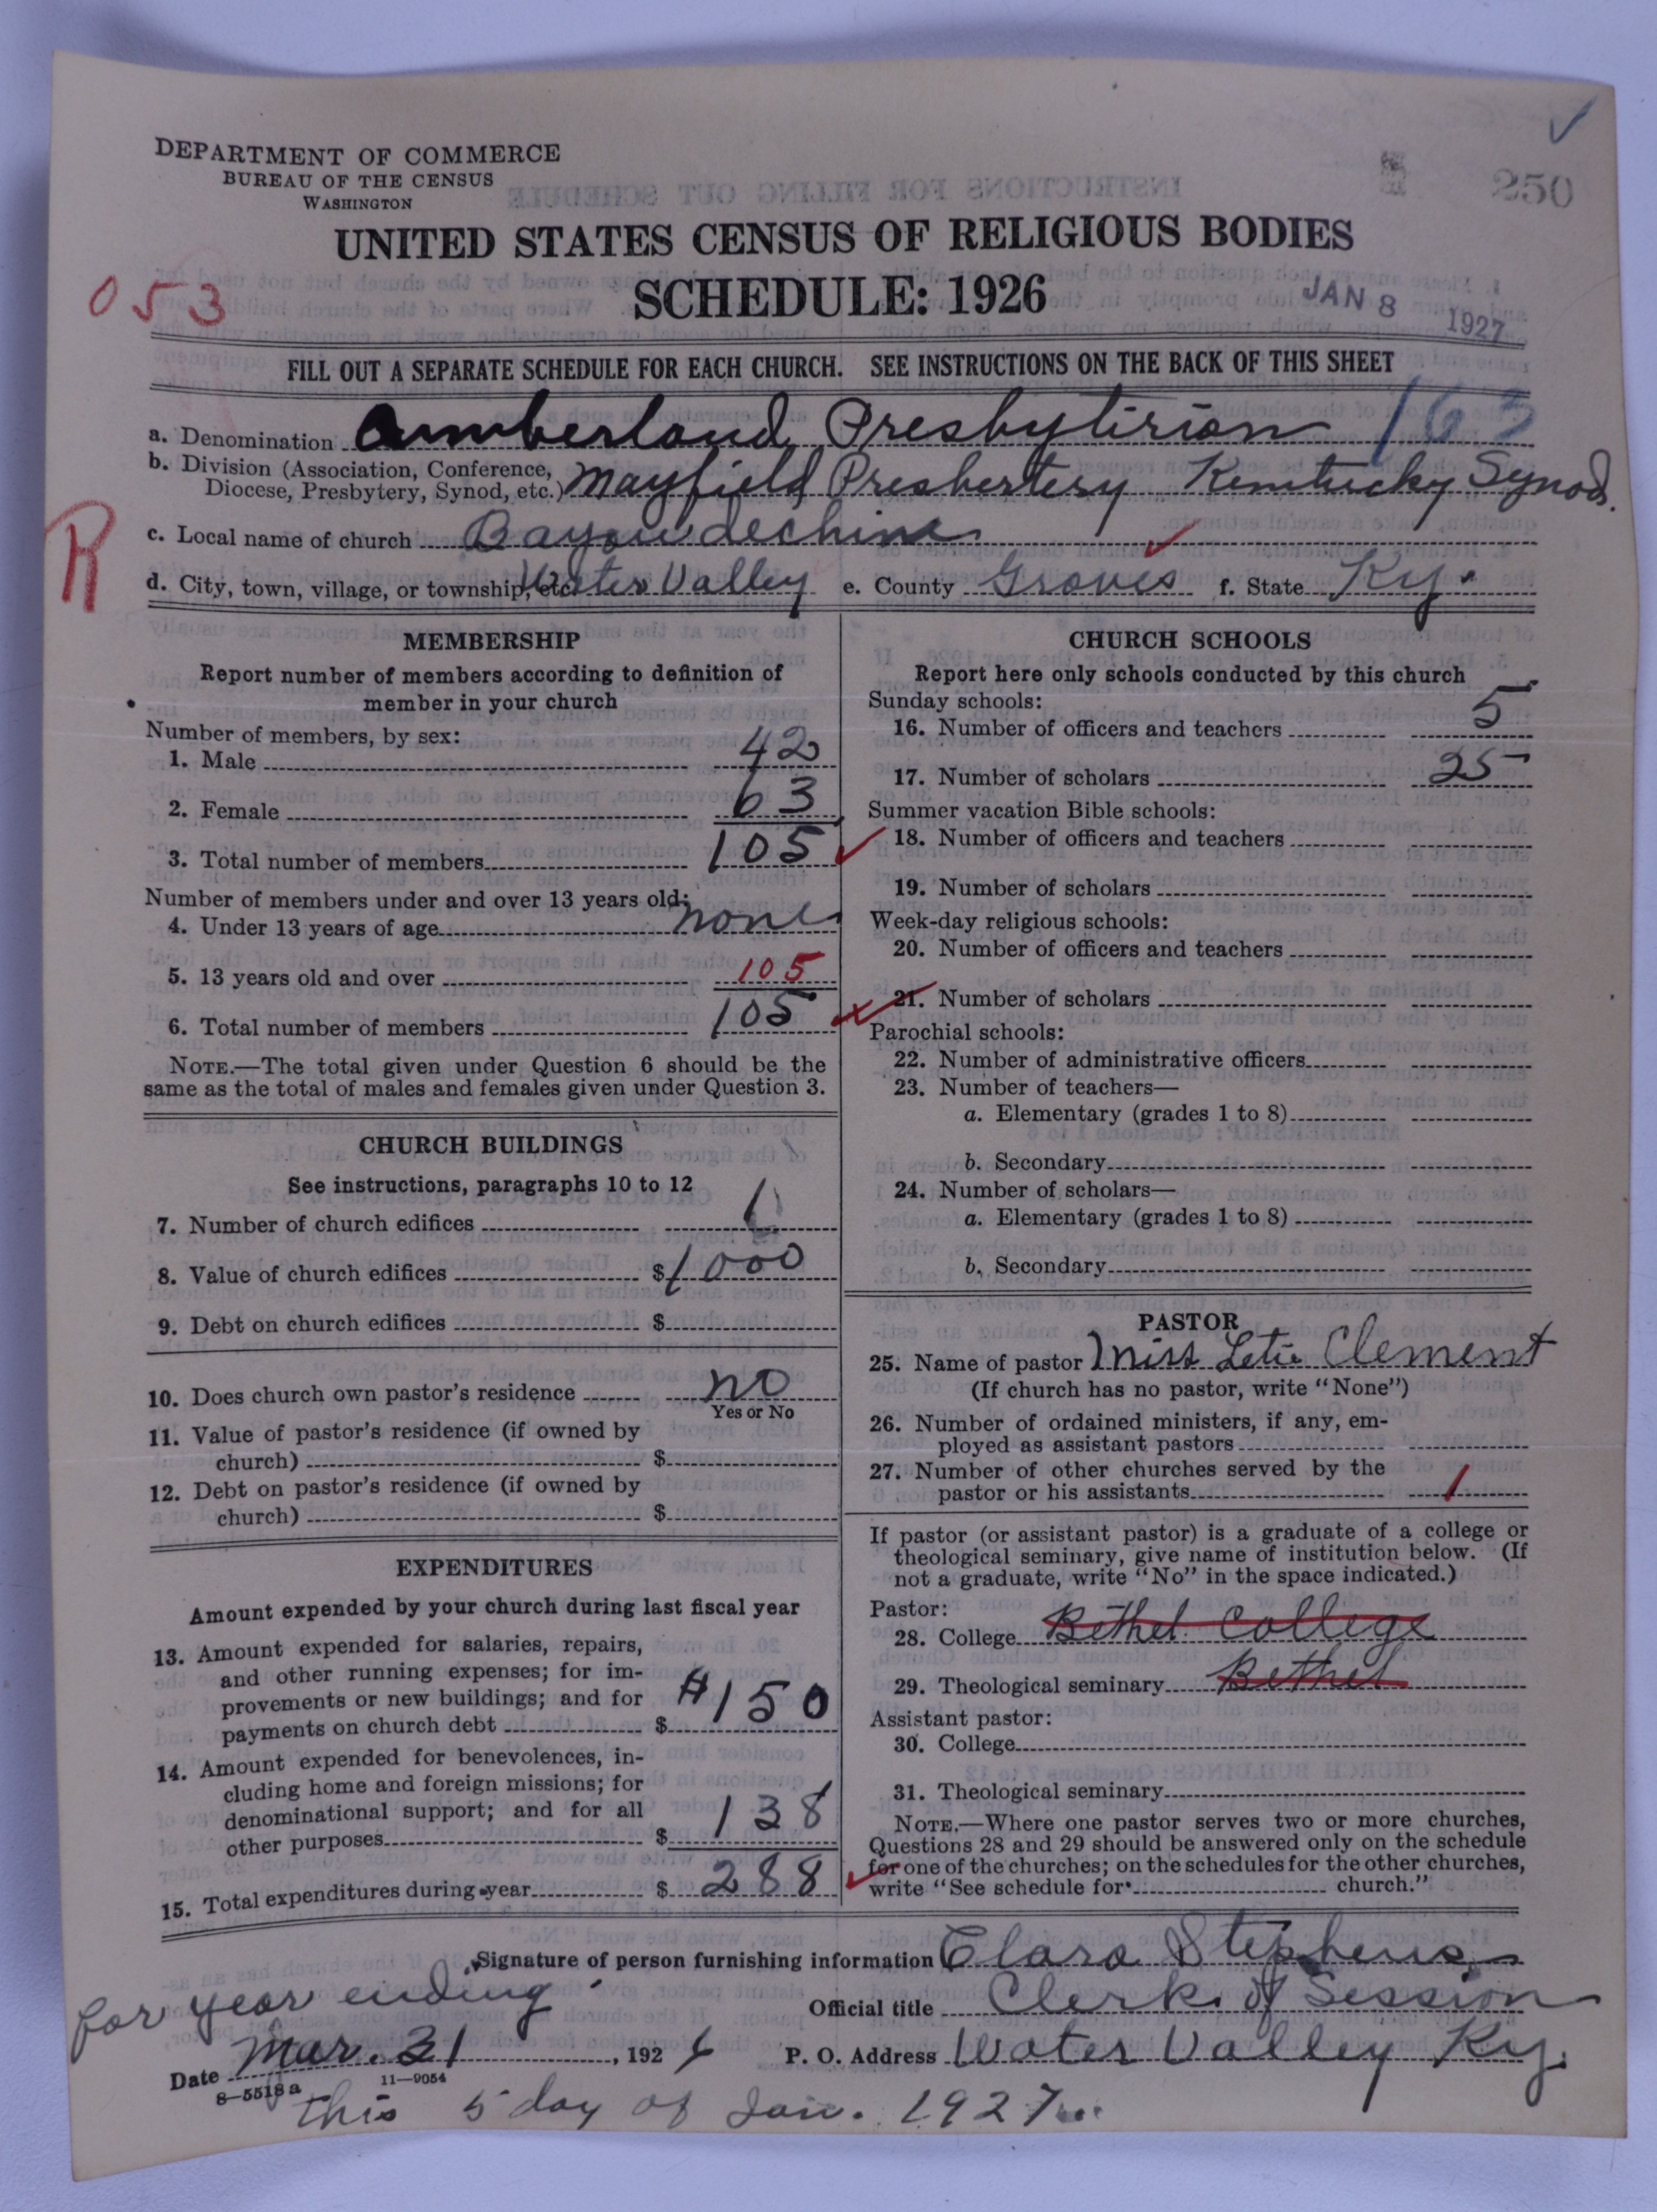 DEPARTMENT OF COMMERCE
BUREAU OF THE CENSUS
WASHINGTON
250
UNITED STATES CENSUS OF RELIGIOUS BODIES
SCHEDULE: 1926
JAN 8 1927
053
FILL OUT A SEPARATE SCHEDULE FOR EACH CHURCH. SEE INSTRUCTIONS ON THE BACK OF THIS SHEET
a. Denomination Cumberland Presbytirian 163
b. Division (Association, Conference,
Diocese, Presbytery, Synod, etc.) Mayfield Presbertery Kentucky Synod.
R
c. Local name of church Bayou dechine
d. City, town, village, or township, etc. Water Valley e. County Graves f. State Ky.
MEMBERSHIP
Report number of members according to definition of
member in your church
Number of members, by sex:
1. Male 42
2. Female 63
3. Total number of members 105
Number of members under and over 13 years old:
4. Under 13 years of age none
5. 13 years old and over 105
6. Total number of members 105
NOTE.—The total given under Question 6 should be the
same as the total of males and females given under Question 3.
CHURCH BUILDINGS
See instructions, paragraphs 10 to 12
7. Number of church edifices 1
8. Value of church edifices $1000
9. Debt on church edifices $
10. Does church own pastor's residence no
Yes or No
11. Value of pastor's residence (if owned by
church) $
12. Debt on pastor's residence (if owned by
church) $
EXPENDITURES
Amount expended by your church during last fiscal year
13. Amount expended for salaries, repairs,
and other running expenses; for im-
provements or new buildings; and for
payments on church debt $ $150
14. Amount expended for benevolences, in-
cluding home and foreign missions; for
denominational support; and for all
other purposes $ 138
15. Total expenditures during year $ 288
CHURCH SCHOOLS
Report here only schools conducted by this church
Sunday schools:
16. Number of officers and teachers 5
17. Number of scholars 25
Summer vacation Bible schools:
18. Number of officers and teachers
19. Number of scholars
Week-day religious schools:
20. Number of officers and teachers
21. Number of scholars
Parochial schools:
22. Number of administrative officers
23. Number of teachers—
a. Elementary (grades 1 to 8)
b. Secondary
24. Number of scholars—
a. Elementary (grades 1 to 8)
b. Secondary
PASTOR
25. Name of pastor Miss Letie Clement
(If church has no pastor, write "None")
26. Number of ordained ministers, if any, em-
ployed as assistant pastors
27. Number of other churches served by the
pastor or his assistants 1
If pastor (or assistant pastor) is a graduate of a college or
theological seminary, give name of institution below. (If
not a graduate, write "No" in the space indicated.)
Pastor:
28. College Bethel College
29. Theological seminary Bethel
Assistant pastor:
30. College
31. Theological seminary
NOTE.—Where one pastor serves two or more churches,
Questions 28 and 29 should be answered only on the schedule
for one of the churches; on the schedules for the other churches,
write "See schedule for church."
Signature of person furnishing information Clara Stephens
for year ending
Official title Clerk of Session
Date Mar. 31, 1926 P. O. Address Water Valley Ky.
8—5518a 11—9054
this 5 day of Jan. 1927